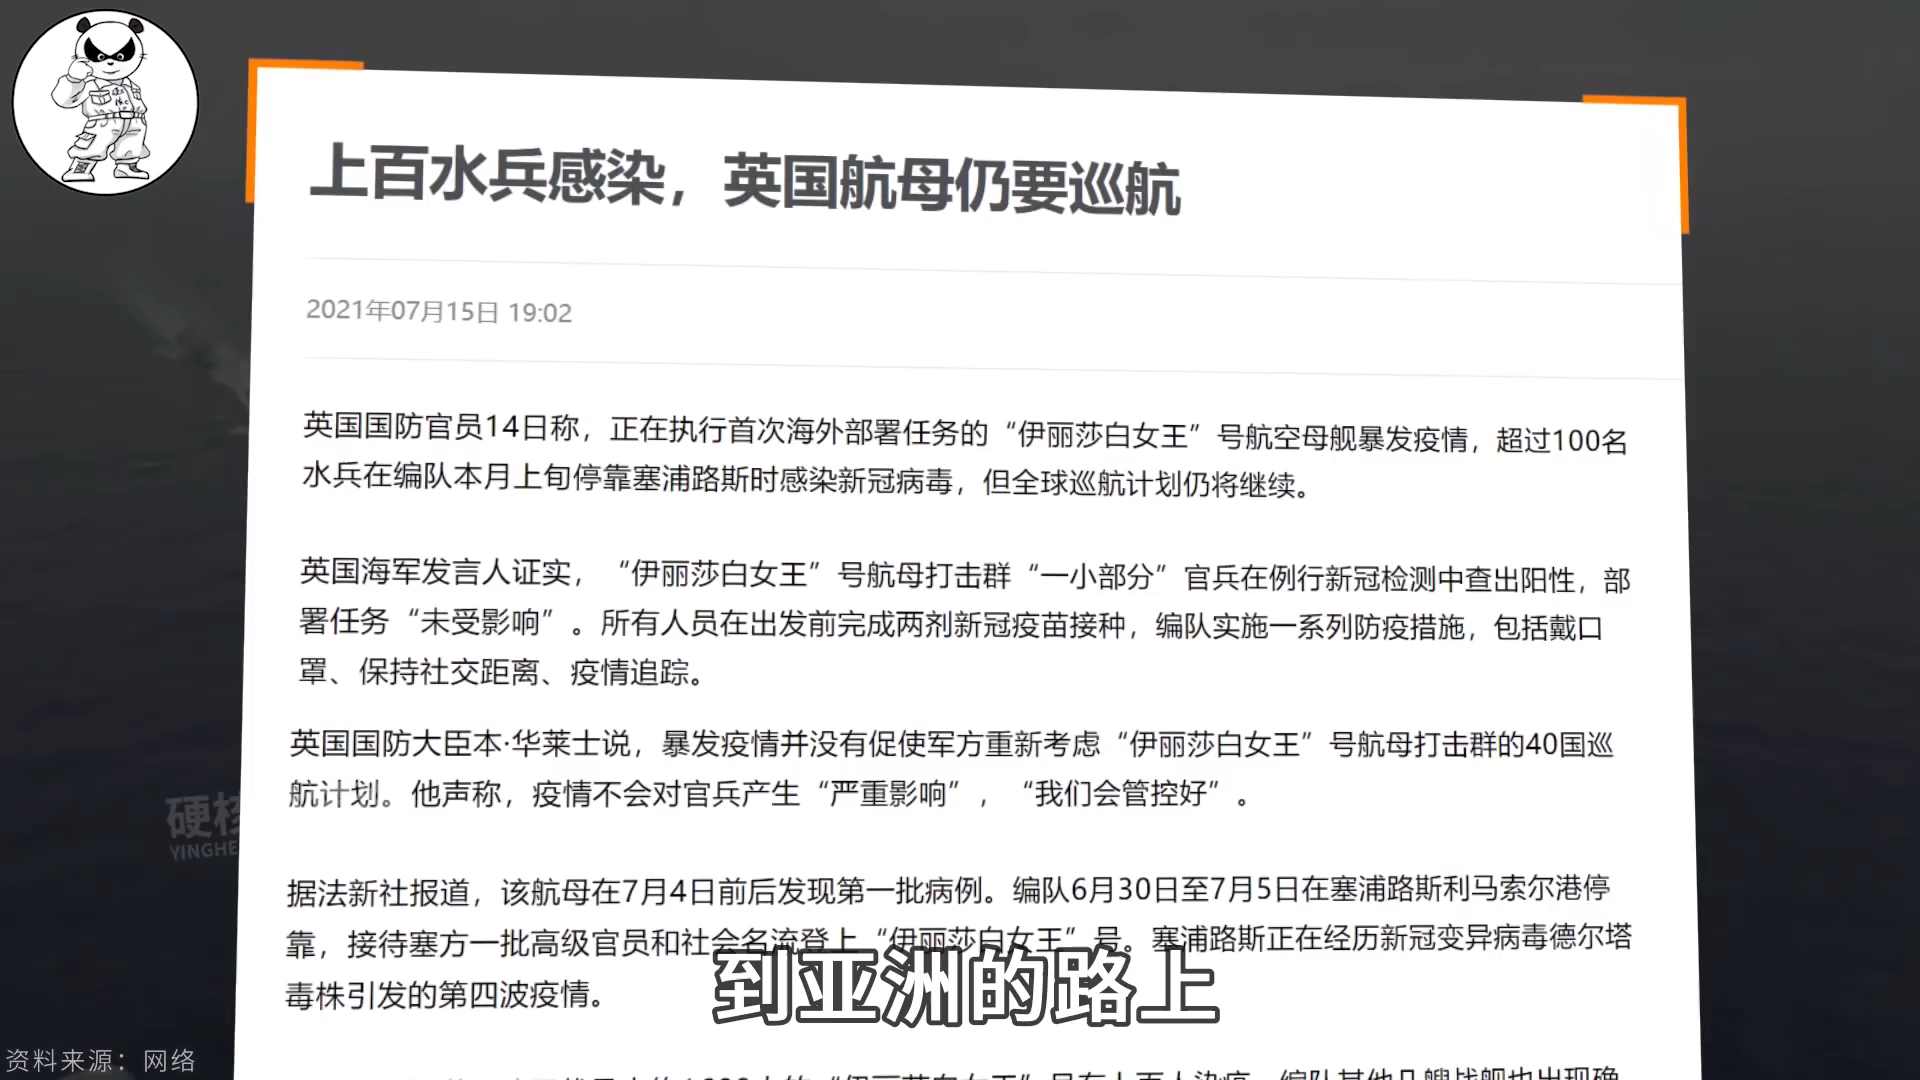 上百水兵感染，英国航母仍要巡航
2021年07月15日 19:02
英国国防官员14日称，正在执行首次海外部署任务的“伊丽莎白女王”号航空母舰暴发疫情，超过100名
水兵在编队本月上旬停靠塞浦路斯时感染新冠病毒，但全球巡航计划仍将继续。
英国海军发言人证实，“伊丽莎白女王”号航母打击群“一小部分”官兵在例行新冠检测中查出阳性，部
署任务“未受影响”。所有人员在出发前完成两剂新冠疫苗接种，编队实施一系列防疫措施，包括戴口
罩、保持社交距离、疫情追踪。
英国国防大臣本·华莱士说，暴发疫情并没有促使军方重新考虑“伊丽莎白女王”号航母打击群的40国巡
航计划。他声称，疫情不会对官兵产生“严重影响”，“我们会管控好”。
硬核
YINGHE
据法新社报道，该航母在7月4日前后发现第一批病例。编队6月30日至7月5日在塞浦路斯利马索尔港停
靠，接待塞方一批高级官员和社会名流登上“伊丽莎白女王”号。塞浦路斯正在经历新冠变异病毒德尔塔
毒株引发的第四波疫情。
到亚洲的路上
资料来源：网络